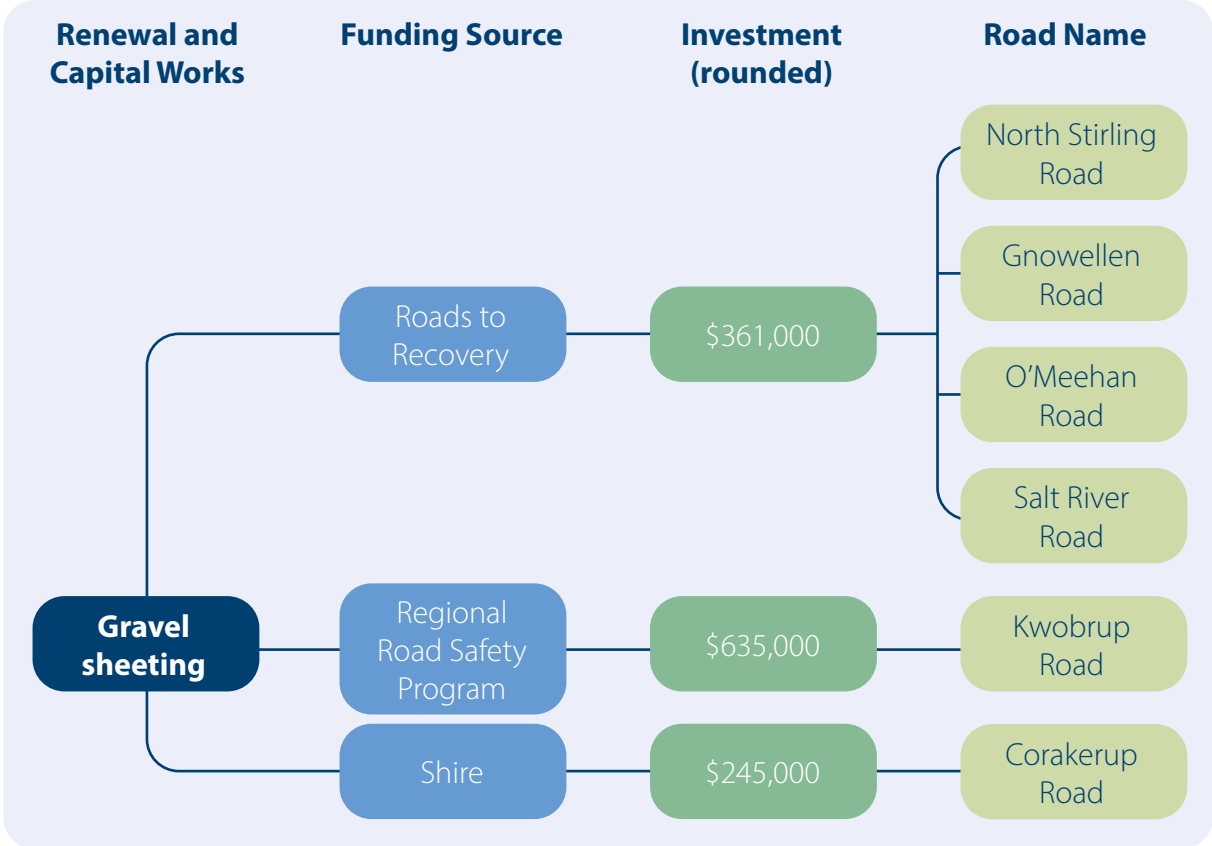 Renewal and
Capital Works
Funding Source
Investment
(rounded)
Road Name
North Stirling
Road
Gnowellen
Road
Roads to
Recovery
$361,000
O'Meehan
Road
Salt River
Road
Gravel
sheeting
Regional
Road Safety
Program
$635,000
Kwobrup
Road
Shire
$245,000
Corakerup
Road